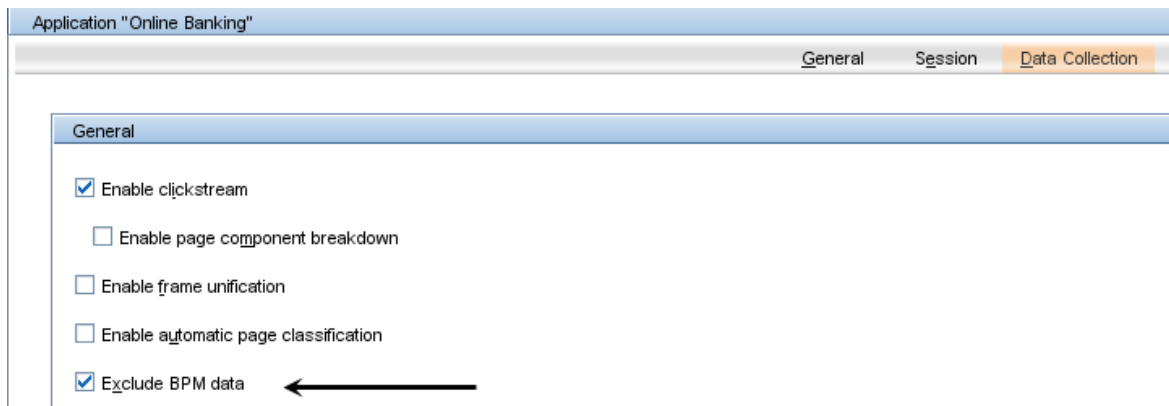 Application "Online Banking"
General Session Data Collection
General
Enable clickstream
Enable page component breakdown
Enable frame unification
Enable automatic page classification
Exclude BPM data